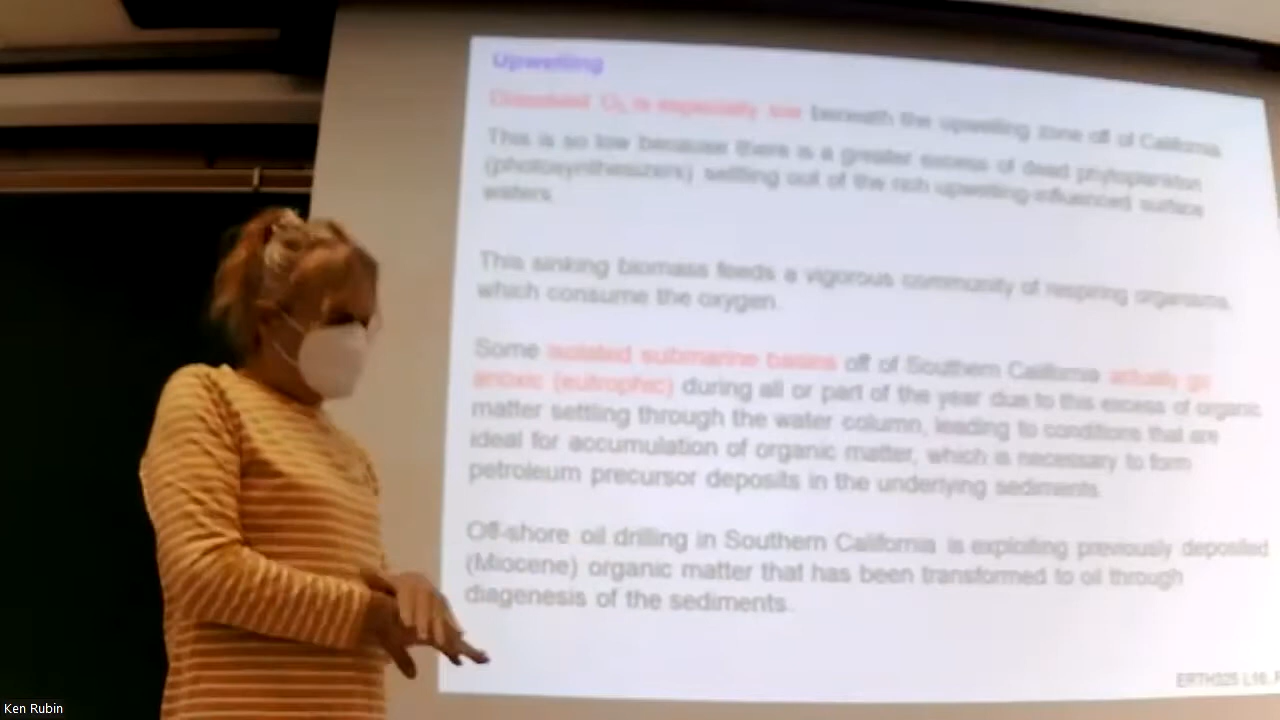 Upwelling
Dissolved O₂ is especially low beneath the upwelling zone off of California.
This is so low because there is a greater excess of dead phytoplankton
(photosynthesizers) settling out of the rich upwelling-influenced surface
waters.
This sinking biomass feeds a vigorous community of respiring organisms,
which consume the oxygen.
Some isolated submarine basins off of Southern California actually go
anoxic (eutrophic) during all or part of the year due to this excess of organic
matter settling through the water column, leading to conditions that are
ideal for accumulation of organic matter, which is necessary to form
petroleum precursor deposits in the underlying sediments.
Off-shore oil drilling in Southern California is exploiting previously deposited
(Miocene) organic matter that has been transformed to oil through
diagenesis of the sediments.
ERTH325 L16
Ken Rubin